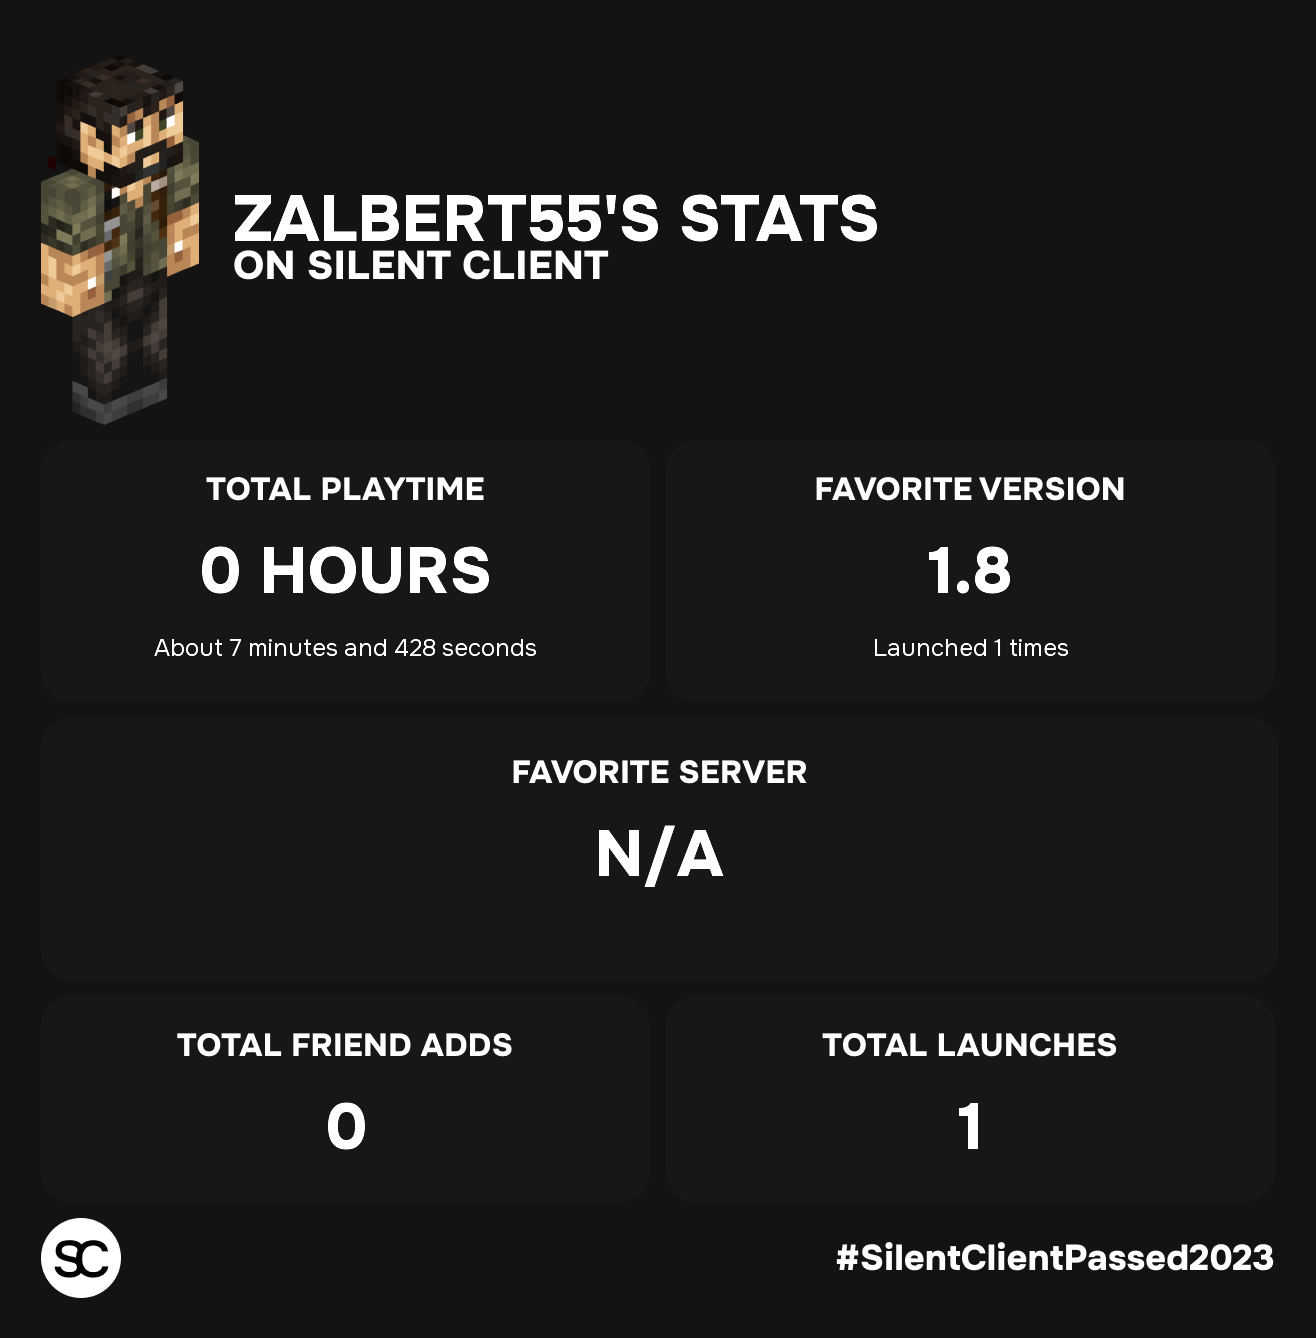 ZALBERT55'S STATS
ON SILENT CLIENT
TOTAL PLAYTIME
0 HOURS
About 7 minutes and 428 seconds
FAVORITE VERSION
1.8
Launched 1 times
FAVORITE SERVER
N/A
TOTAL FRIEND ADDS
0
TOTAL LAUNCHES
1
SC
#SilentClientPassed2023